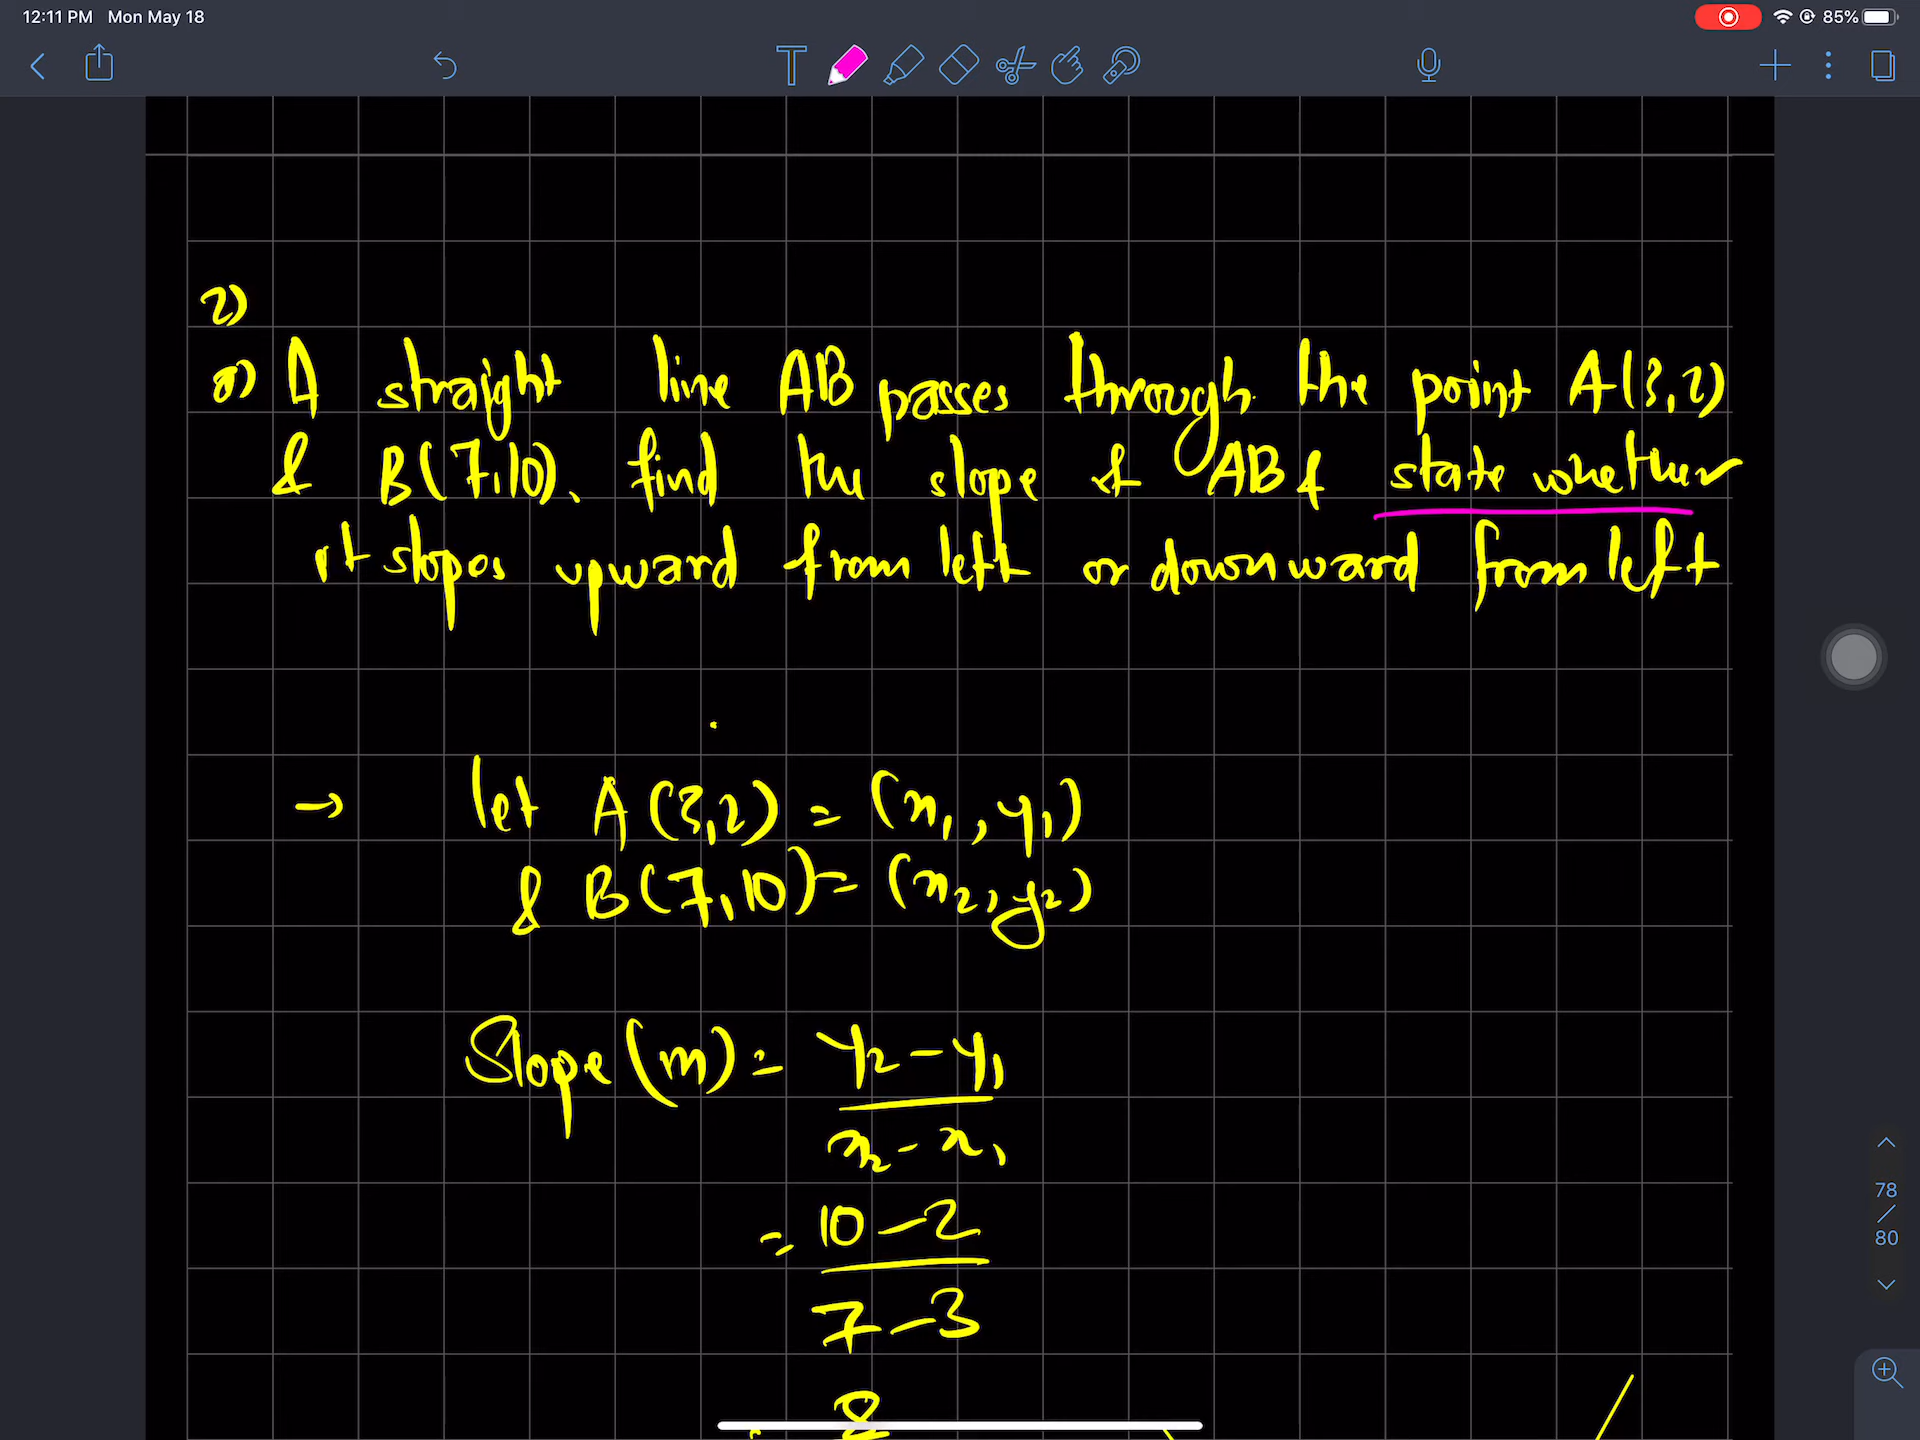 12:11 PM Mon May 18
85%
2)
a) A straight line AB passes through the point A(3,2)
& B(7,10). find the slope of AB & state whether
it slopes upward from left or downward from left
→ let A(3,2) = (x₁, y₁)
& B(7,10) = (x₂, y₂)
Slope (m) = y₂ - y₁
x₂ - x₁
= 10 - 2
7 - 3
= 8
78
/
80